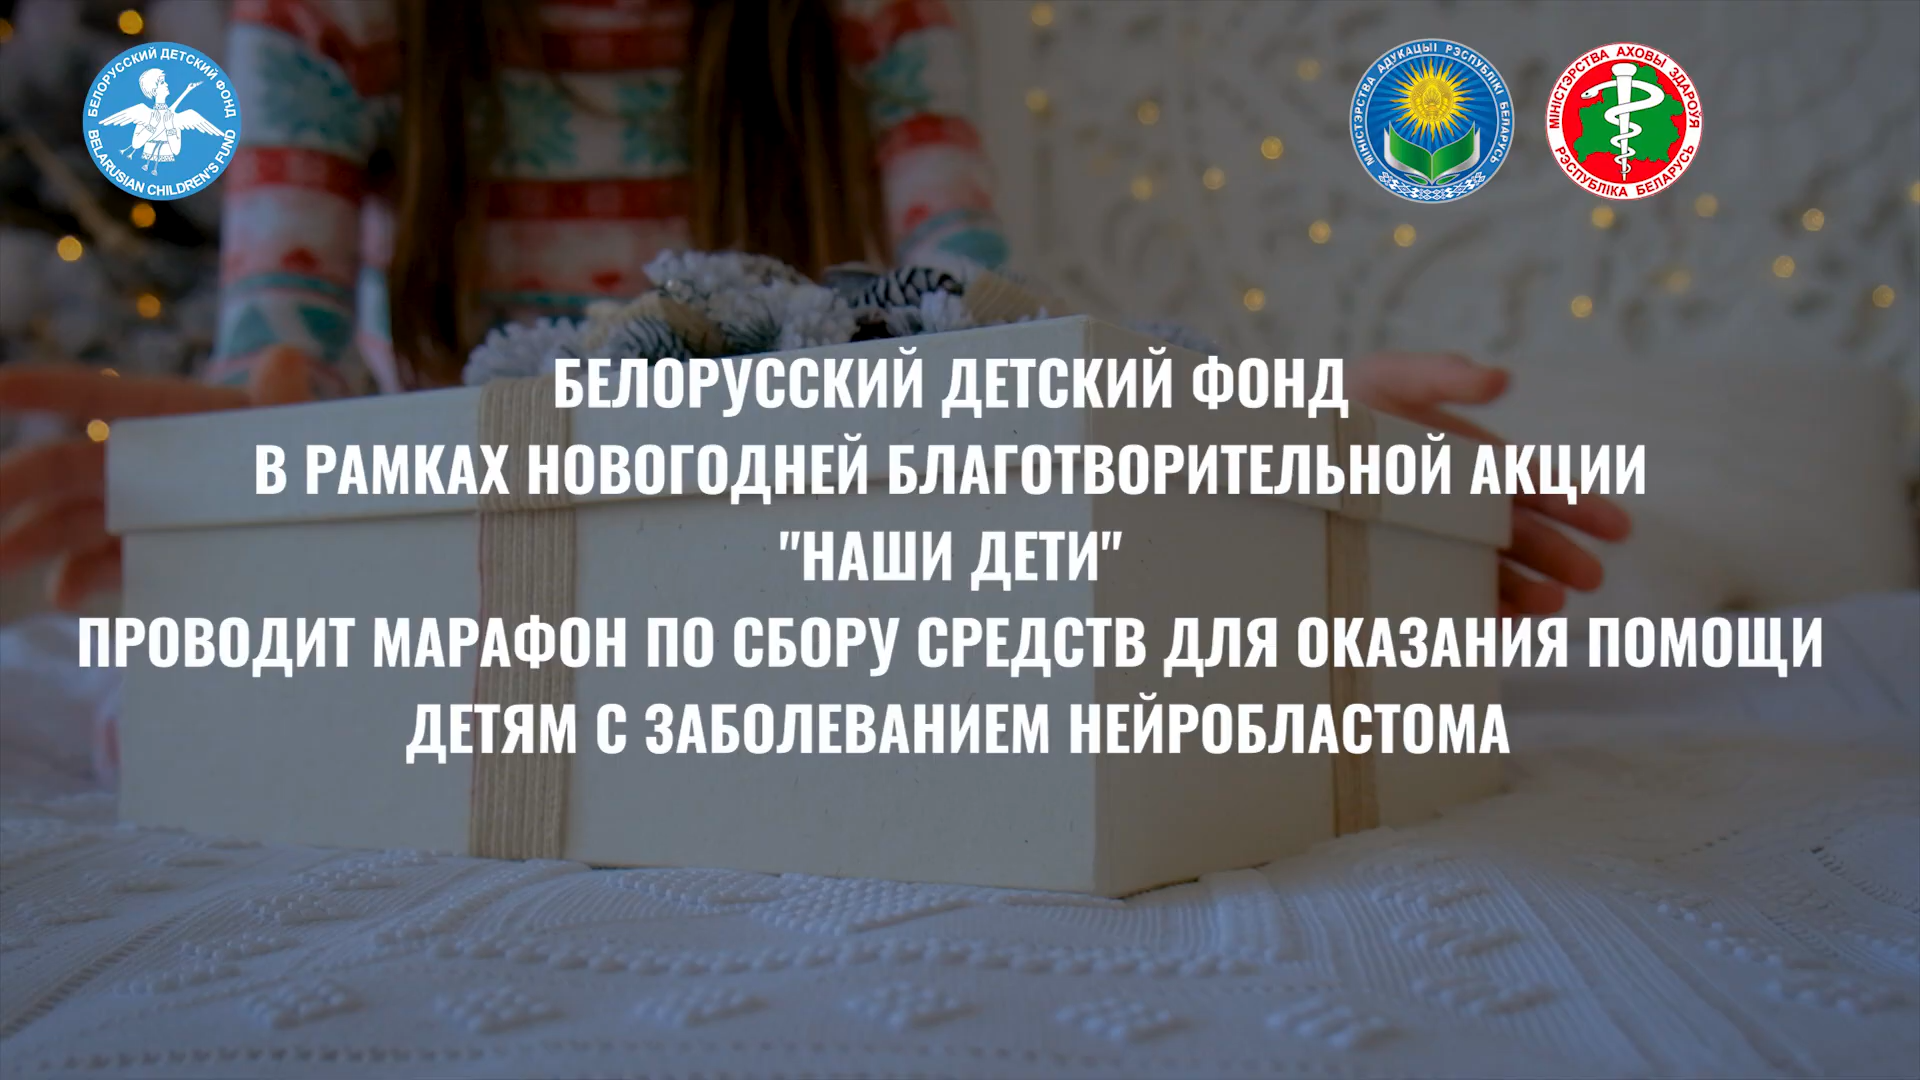 БЕЛОРУССКИЙ ДЕТСКИЙ ФОНД
BELARUSIAN CHILDREN'S FUND
МІНІСТЭРСТВА АДУКАЦЫІ РЭСПУБЛІКІ БЕЛАРУСЬ
МІНІСТЭРСТВА АХОВЫ ЗДАРОЎЯ
РЭСПУБЛІКА БЕЛАРУСЬ
БЕЛОРУССКИЙ ДЕТСКИЙ ФОНД
В РАМКАХ НОВОГОДНЕЙ БЛАГОТВОРИТЕЛЬНОЙ АКЦИИ
"НАШИ ДЕТИ"
ПРОВОДИТ МАРАФОН ПО СБОРУ СРЕДСТВ ДЛЯ ОКАЗАНИЯ ПОМОЩИ
ДЕТЯМ С ЗАБОЛЕВАНИЕМ НЕЙРОБЛАСТОМА